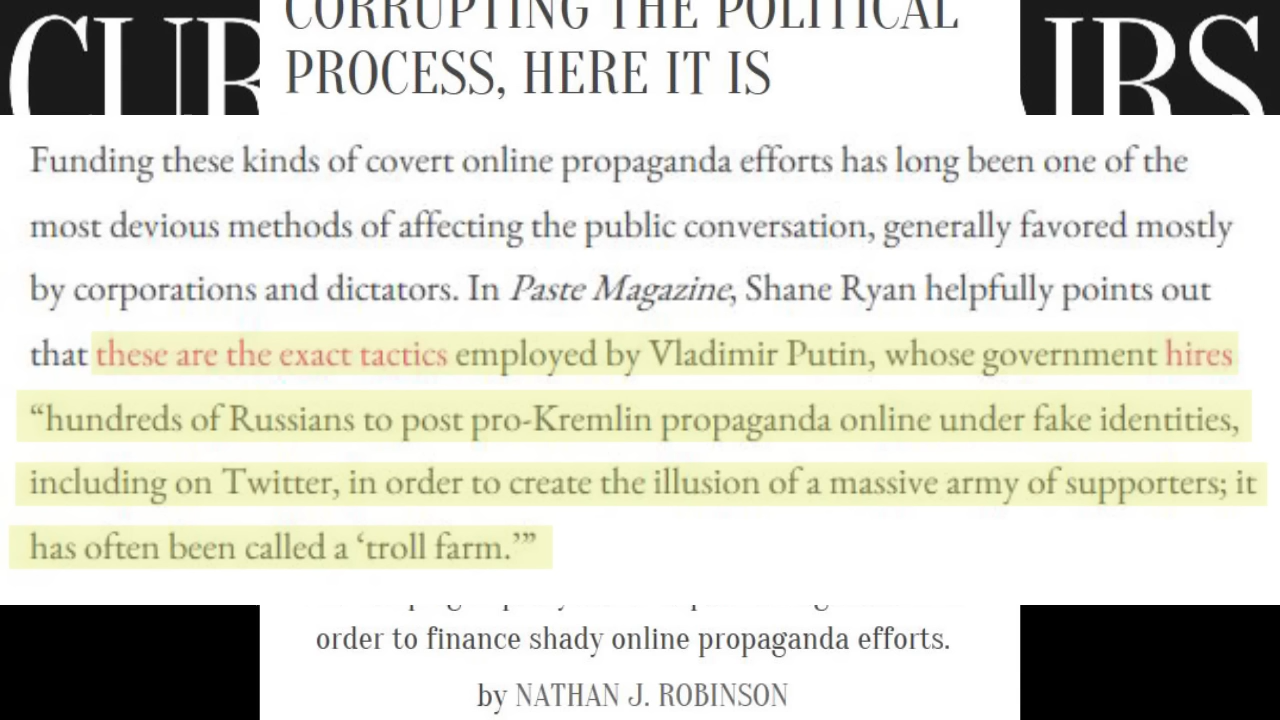 CORRUPTING THE POLITICAL
PROCESS, HERE IT IS
Funding these kinds of covert online propaganda efforts has long been one of the
most devious methods of affecting the public conversation, generally favored mostly
by corporations and dictators. In Paste Magazine, Shane Ryan helpfully points out
that these are the exact tactics employed by Vladimir Putin, whose government hires
“hundreds of Russians to post pro-Kremlin propaganda online under fake identities,
including on Twitter, in order to create the illusion of a massive army of supporters; it
has often been called a ‘troll farm.’”
order to finance shady online propaganda efforts.
by NATHAN J. ROBINSON